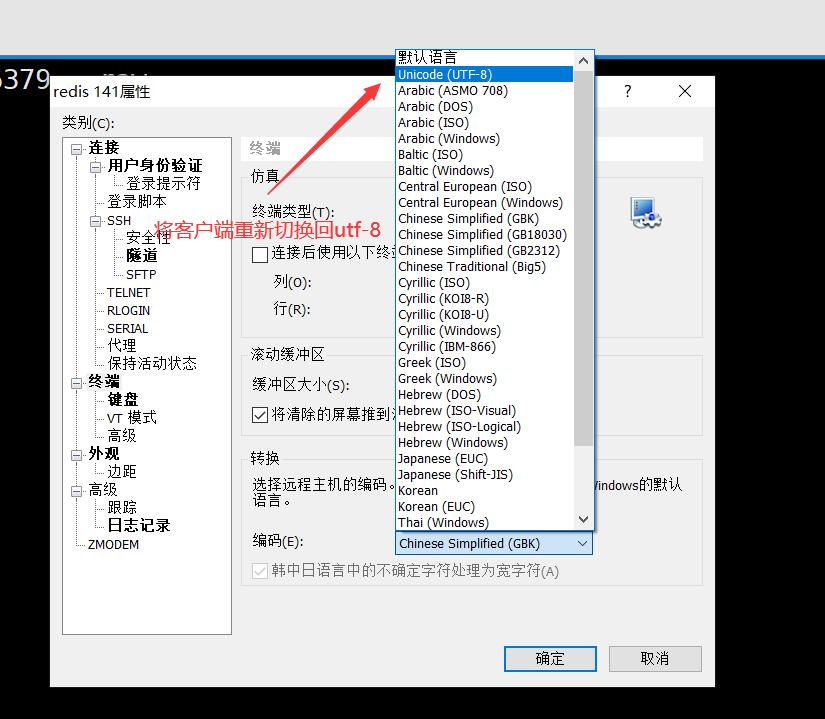 6379
redis 141属性
?
类别(C):
连接
用户身份验证
登录提示符
登录脚本
SSH
安全性
隧道
SFTP
TELNET
RLOGIN
SERIAL
代理
保持活动状态
终端
键盘
VT 模式
高级
外观
边距
高级
跟踪
日志记录
ZMODEM
终端
仿真
终端类型(T):
将客户端重新切换回utf-8
连接后使用以下终
列(O):
行(R):
滚动缓冲区
缓冲区大小(S):
将清除的屏幕推到
转换
选择远程主机的编码。
Windows的默认
语言。
编码(E):
Chinese Simplified (GBK)
韩中日语言中的不确定字符处理为宽字符(A)
默认语言
Unicode (UTF-8)
Arabic (ASMO 708)
Arabic (DOS)
Arabic (ISO)
Arabic (Windows)
Baltic (ISO)
Baltic (Windows)
Central European (ISO)
Central European (Windows)
Chinese Simplified (GBK)
Chinese Simplified (GB18030)
Chinese Simplified (GB2312)
Chinese Traditional (Big5)
Cyrillic (ISO)
Cyrillic (KOI8-R)
Cyrillic (KOI8-U)
Cyrillic (Windows)
Cyrillic (IBM-866)
Greek (ISO)
Greek (Windows)
Hebrew (DOS)
Hebrew (ISO-Visual)
Hebrew (ISO-Logical)
Hebrew (Windows)
Japanese (EUC)
Japanese (Shift-JIS)
Korean
Korean (EUC)
Thai (Windows)
确定
取消